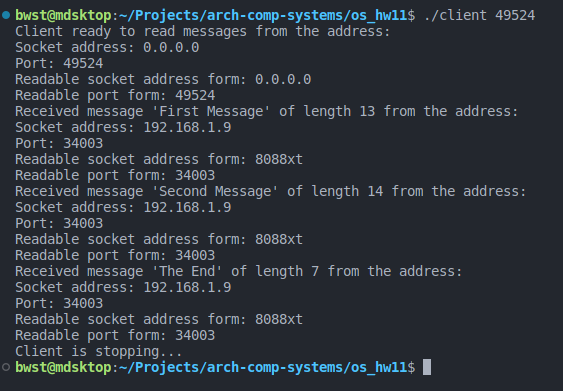 bwst@mdsktop:~/Projects/arch-comp-systems/os_hw11$ ./client 49524
Client ready to read messages from the address:
Socket address: 0.0.0.0
Port: 49524
Readable socket address form: 0.0.0.0
Readable port form: 49524
Received message 'First Message' of length 13 from the address:
Socket address: 192.168.1.9
Port: 34003
Readable socket address form: 8088xt
Readable port form: 34003
Received message 'Second Message' of length 14 from the address:
Socket address: 192.168.1.9
Port: 34003
Readable socket address form: 8088xt
Readable port form: 34003
Received message 'The End' of length 7 from the address:
Socket address: 192.168.1.9
Port: 34003
Readable socket address form: 8088xt
Readable port form: 34003
Client is stopping...
bwst@mdsktop:~/Projects/arch-comp-systems/os_hw11$